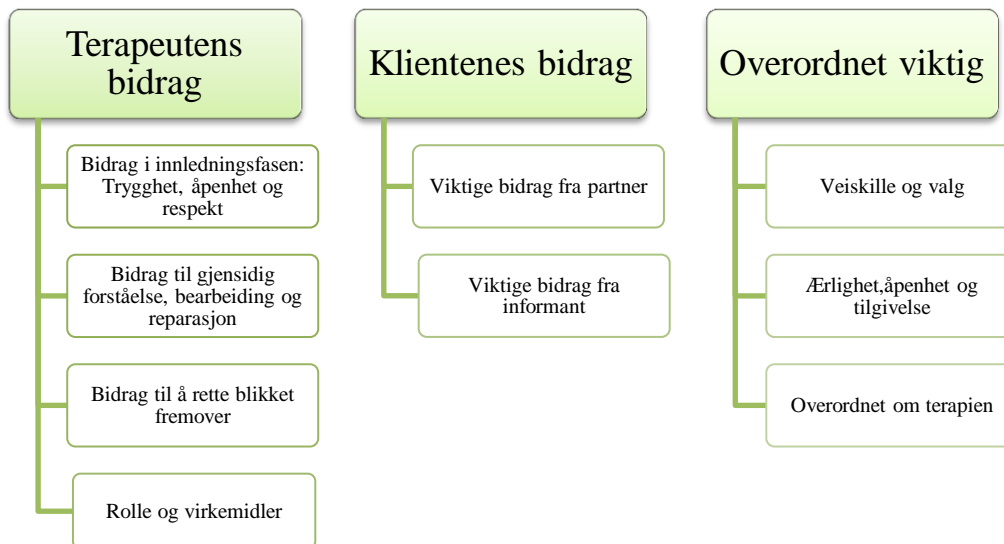 Terapeutens
bidrag
Bidrag i innledningsfasen:
Trygghet, åpenhet og
respekt
Bidrag til gjensidig
forståelse, bearbeiding og
reparasjon
Bidrag til å rette blikket
fremover
Rolle og virkemidler
Klientenes bidrag
Viktige bidrag fra partner
Viktige bidrag fra
informant
Overordnet viktig
Veiskille og valg
Ærlighet,åpenhet og
tilgivelse
Overordnet om terapien